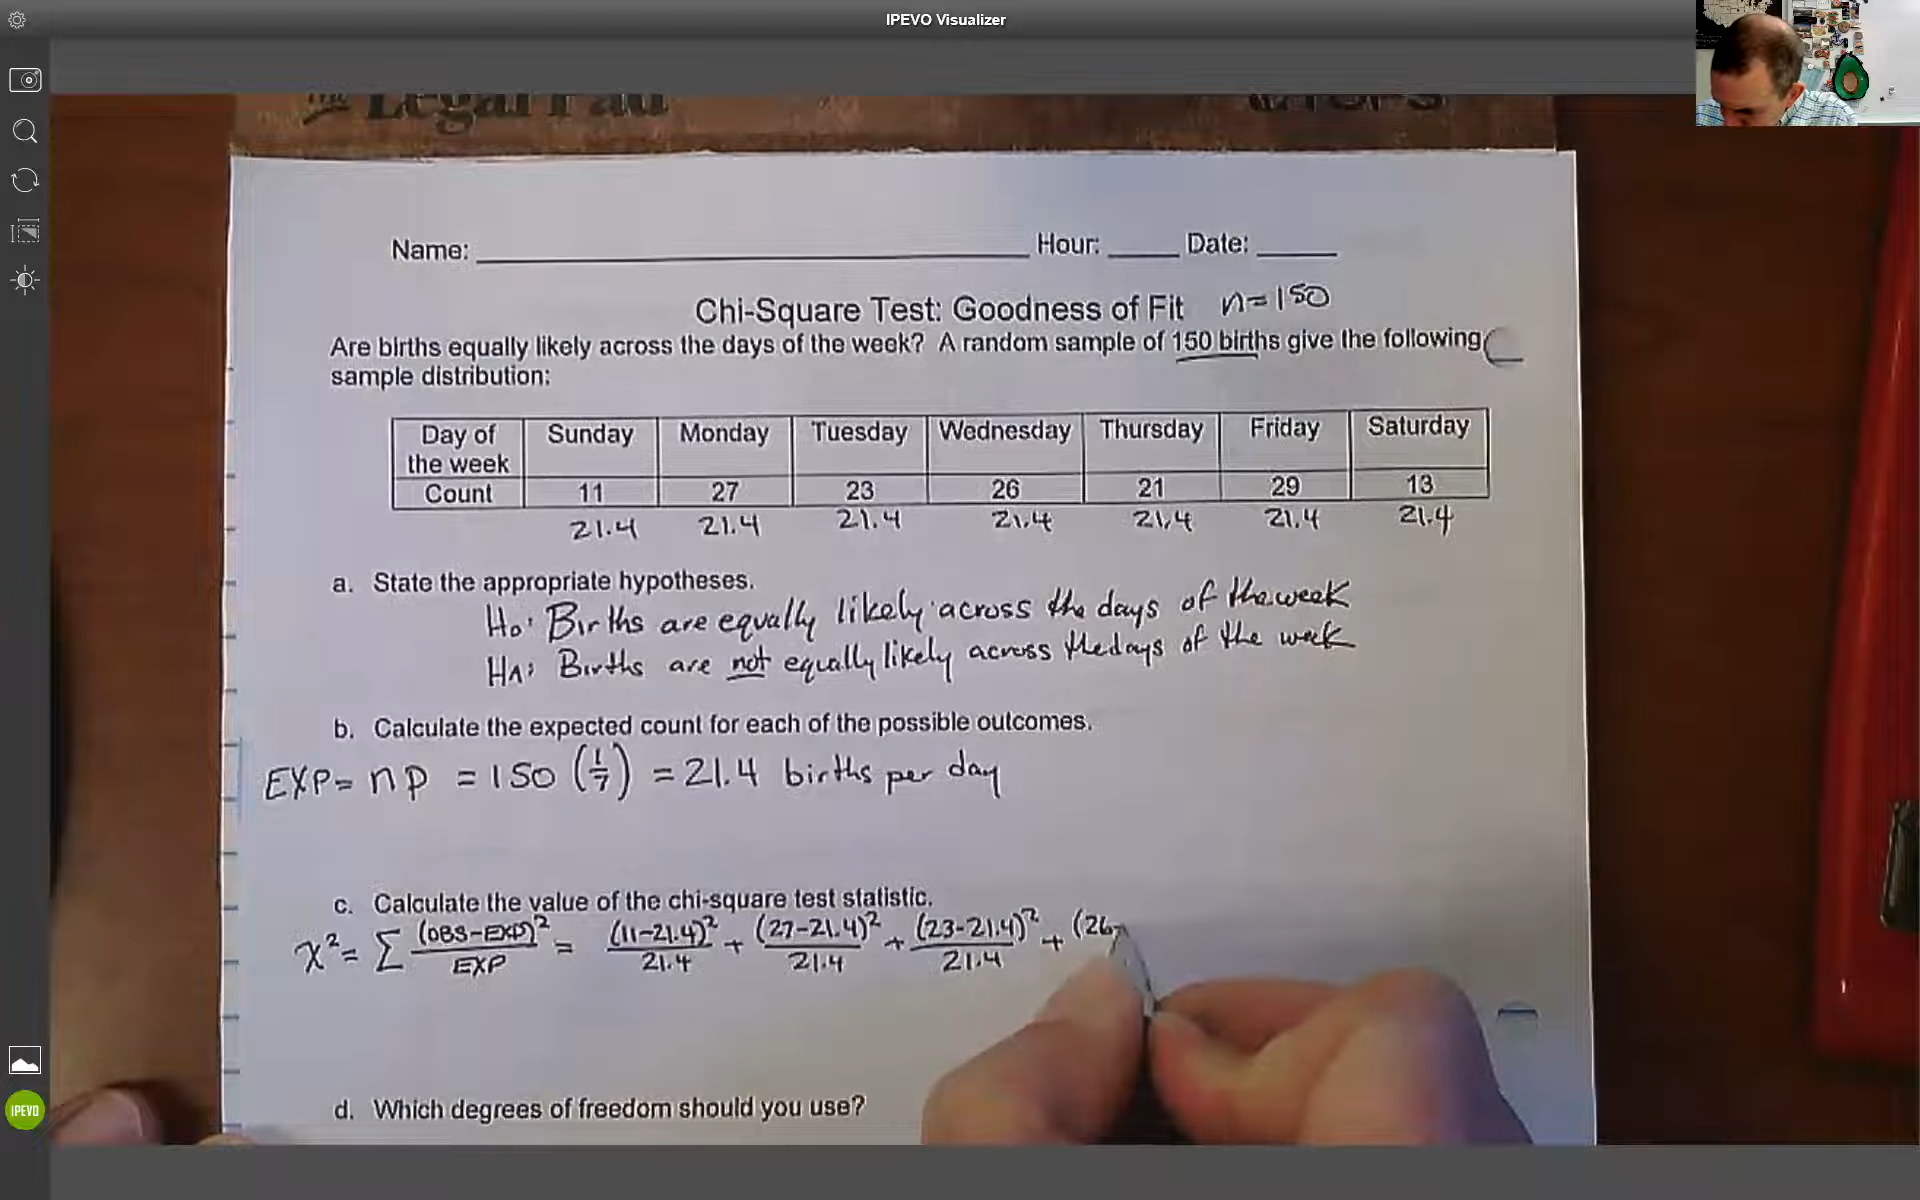 IPEVO Visualizer
Legal Pad
Name: Hour: Date:
Chi-Square Test: Goodness of Fit n=150
Are births equally likely across the days of the week? A random sample of 150 births give the following
sample distribution:
Day of the week Sunday Monday Tuesday Wednesday Thursday Friday Saturday
Count 11 27 23 26 21 29 13
21.4 21.4 21.4 21.4 21.4 21.4 21.4
a. State the appropriate hypotheses.
Ho: Births are equally likely across the days of the week
HA: Births are not equally likely across the days of the week
b. Calculate the expected count for each of the possible outcomes.
EXP = np = 150 (1/7) = 21.4 births per day
c. Calculate the value of the chi-square test statistic.
χ² = Σ (OBS-EXP)²/EXP = (11-21.4)²/21.4 + (27-21.4)²/21.4 + (23-21.4)²/21.4 + (26-
d. Which degrees of freedom should you use?
IPEVO